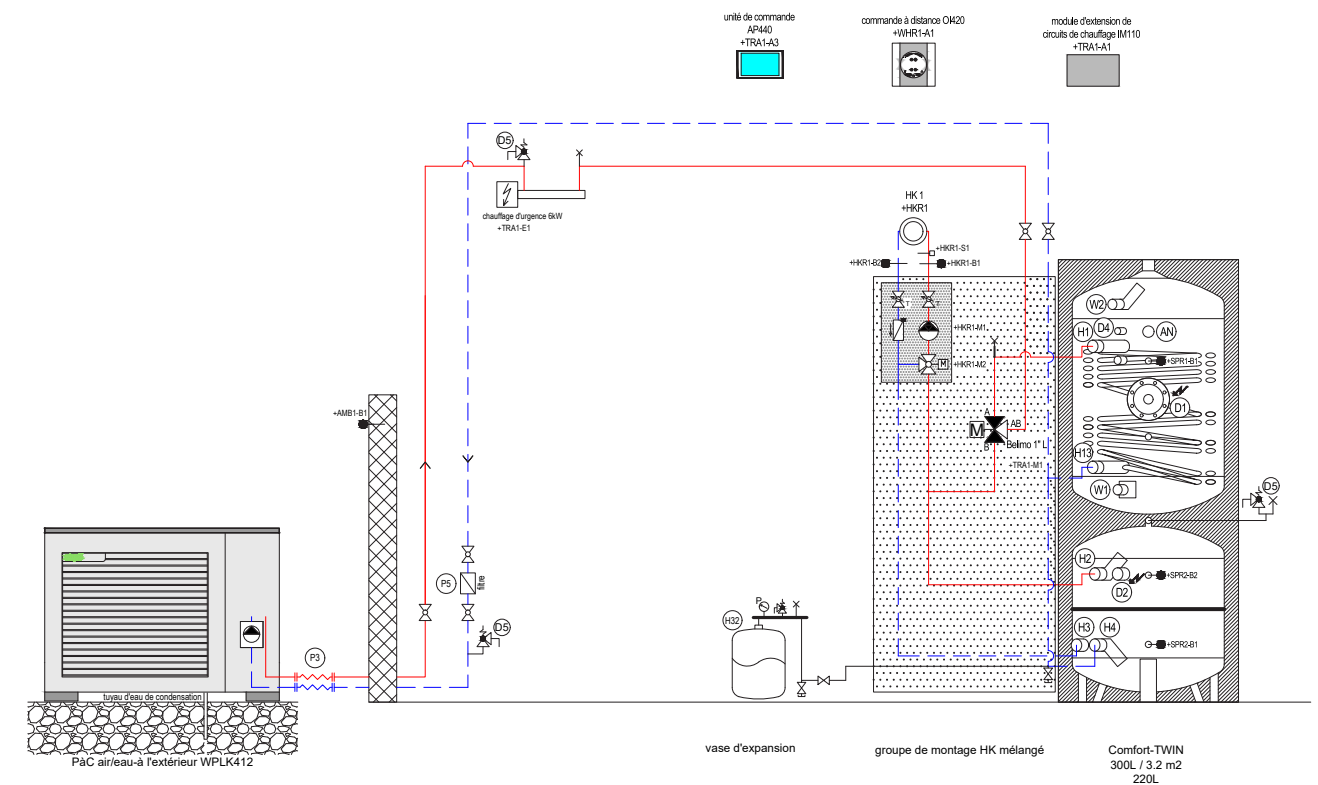 unité de commande
AP440
+TRA1-A3
commande à distance OI420
+WHR1-A1
module d'extension de
circuits de chauffage IM110
+TRA1-A1
D5
chauffage d'urgence 6kW
+TRA1-E1
HK 1
+HKR1
+HKR1-S1
+HKR1-B2
+HKR1-B1
T
T
+HKR1-M1
+HKR1-M2
M
W2
H1
D4
AN
+SPR1-B1
D1
A
M
AB
B
Belimo 1" L
+TRA1-M1
H13
W1
D5
+AMB1-B1
P5
filtre
D5
H2
D2
+SPR2-B2
H3
H4
+SPR2-B1
H32
P
P3
tuyau d'eau de condensation
PàC air/eau-à l'extérieur WPLK412
vase d'expansion
groupe de montage HK mélangé
Comfort-TWIN
300L / 3.2 m2
220L